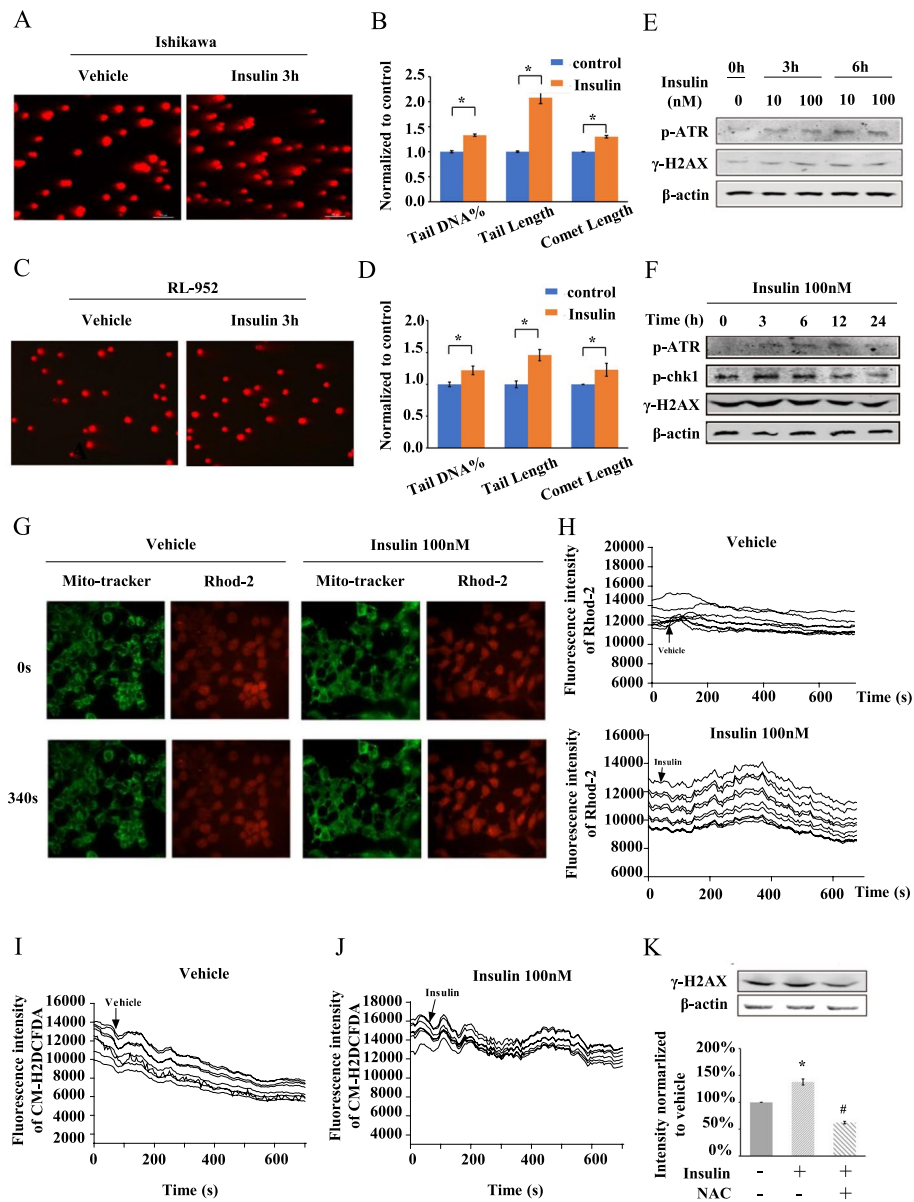 A
Ishikawa
Vehicle Insulin 3h
B
control
Insulin
Normalized to control
2.5
2.0
1.5
1.0
0.5
0.0
* * *
Tail DNA% Tail Length Comet Length
E
Insulin (nM)
0h 3h 6h
0 10 100 10 100
p-ATR
γ-H2AX
β-actin
C
RL-952
Vehicle Insulin 3h
A
D
control
Insulin
Normalized to control
2.0
1.5
1.0
0.5
0.0
* * *
Tail DNA% Tail Length Comet Length
F
Insulin 100nM
Time (h) 0 3 6 12 24
p-ATR
p-chk1
γ-H2AX
β-actin
G
Vehicle Insulin 100nM
Mito-tracker Rhod-2 Mito-tracker Rhod-2
0s
340s
H
Vehicle
Fluorescence intensity
of Rhod-2
20000
18000
16000
14000
12000
10000
8000
6000
Vehicle
0 200 400 600 Time (s)
Insulin 100nM
Fluorescence intensity
of Rhod-2
16000
14000
12000
10000
8000
6000
Insulin
0 200 400 600 Time (s)
I
Vehicle
Fluorescence intensity
of CM-H2DCFDA
16000
14000
12000
10000
8000
6000
4000
2000
Vehicle
0 200 400 600
Time (s)
J
Insulin 100nM
Fluorescence intensity
of CM-H2DCFDA
18000
16000
14000
12000
10000
8000
6000
4000
Insulin
0 200 400 600
Time (s)
K
γ-H2AX
β-actin
Intensity normarlized
to vehicle
200%
150%
100%
50%
0%
*
#
Insulin - + +
NAC - - +